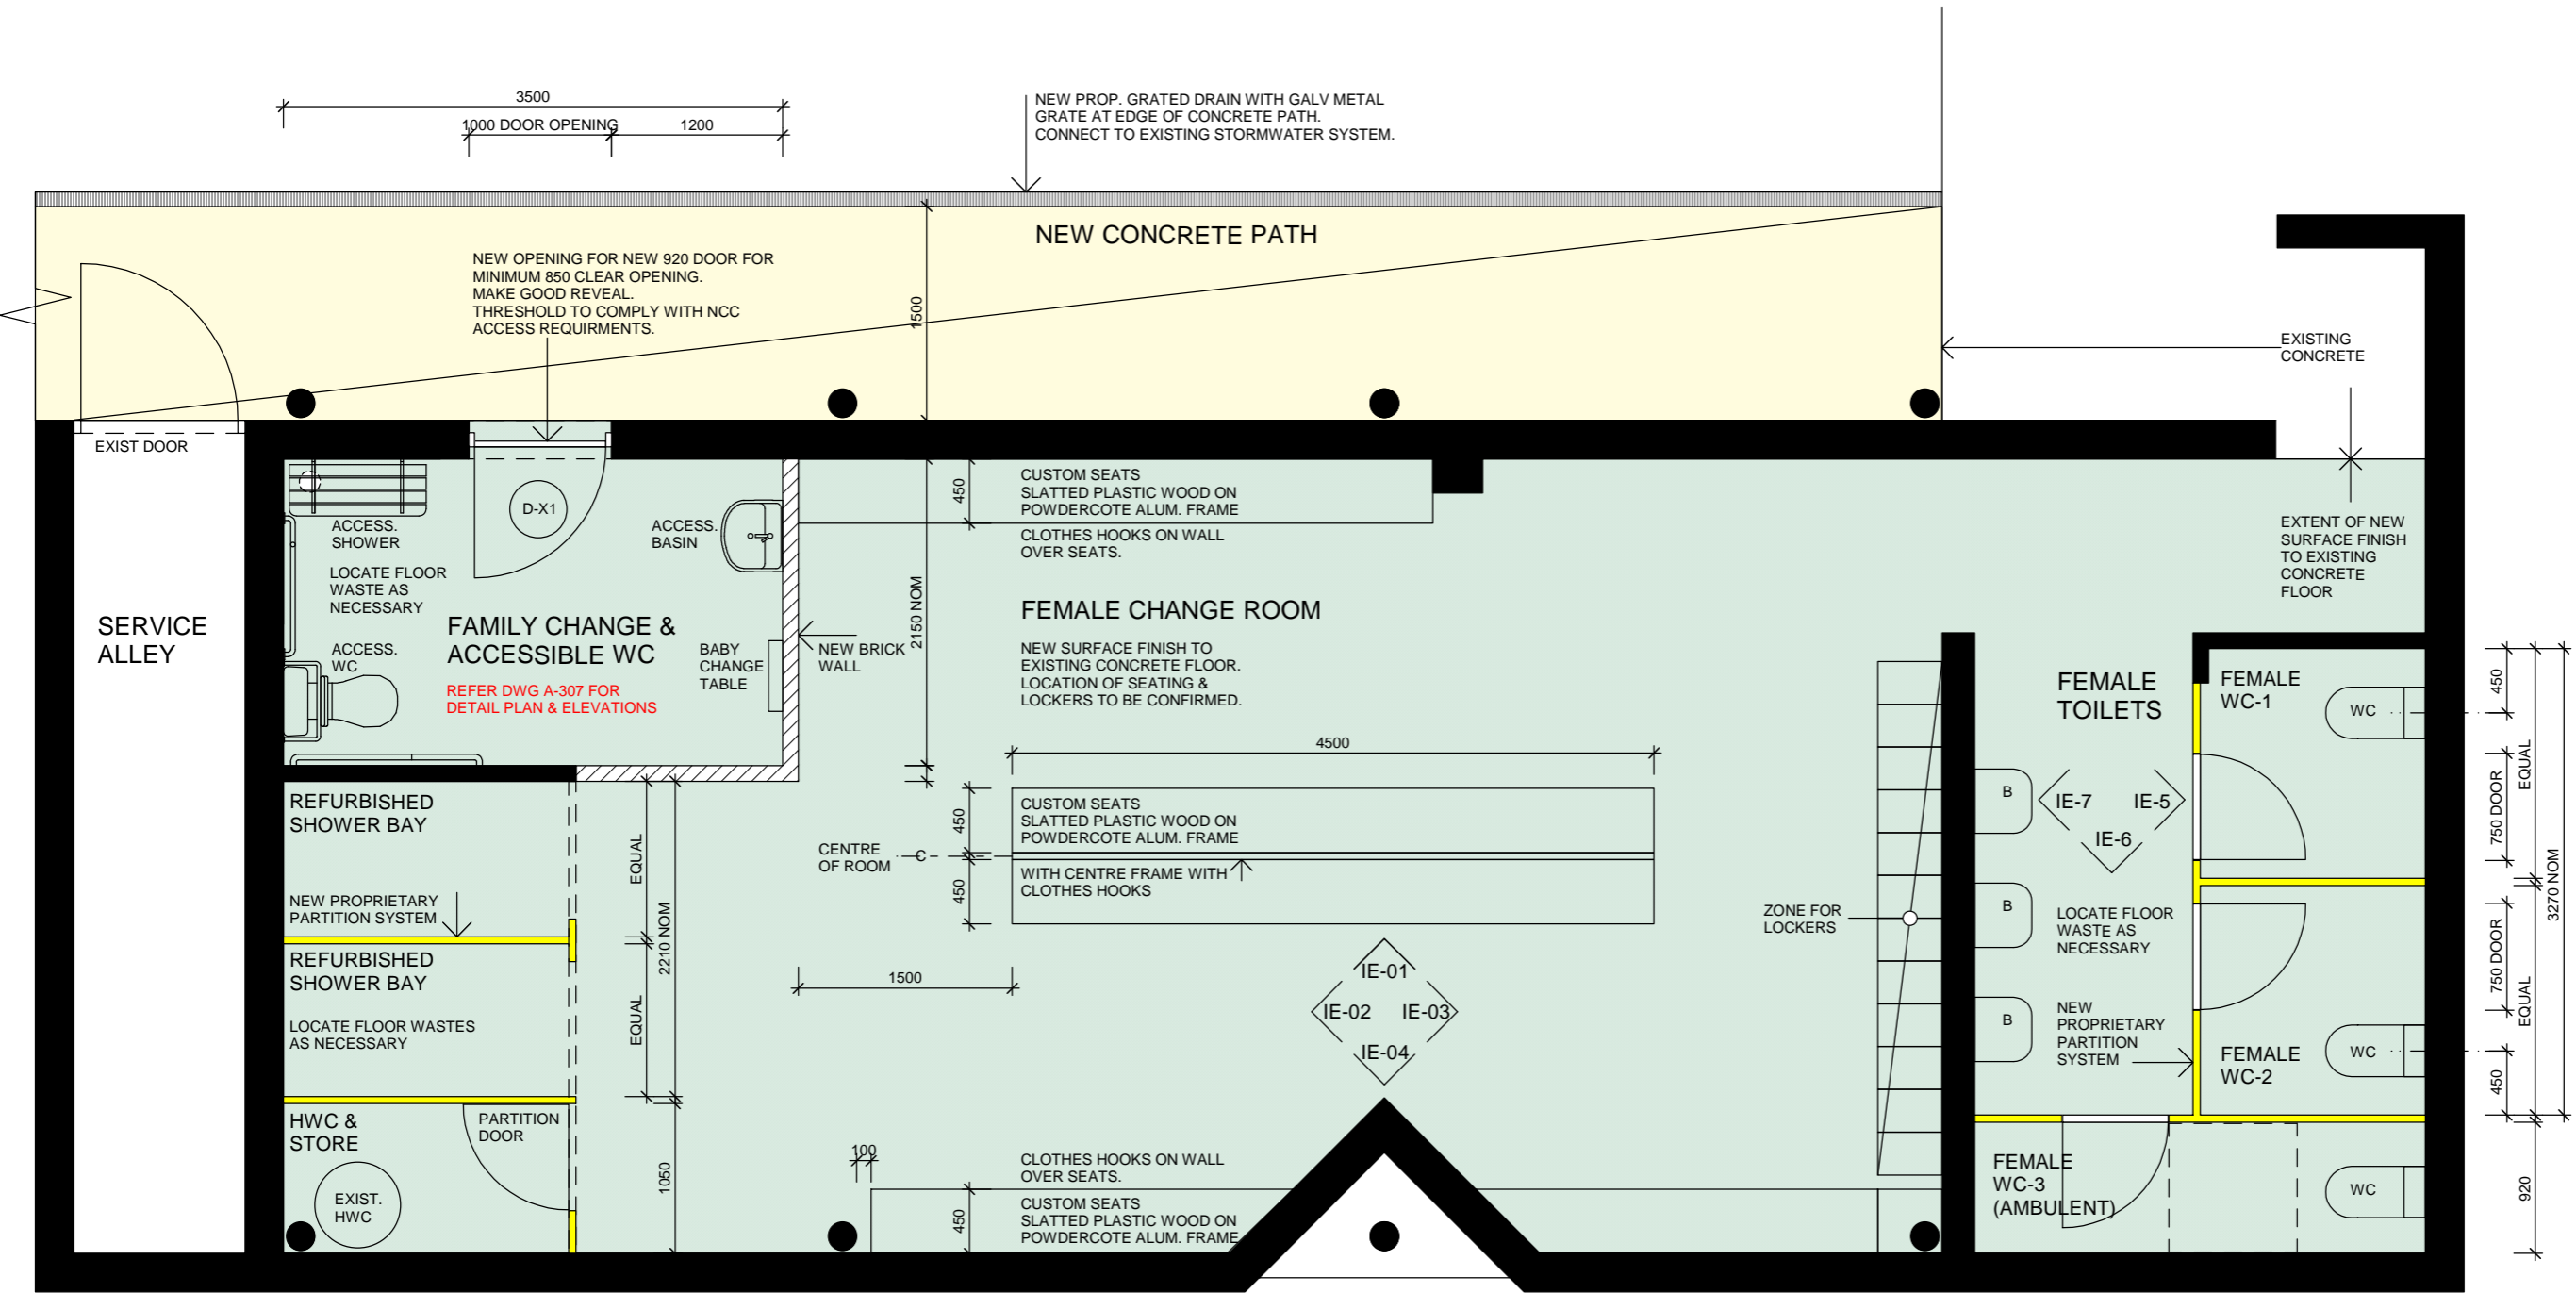 3500
1000 DOOR OPENING
1200
NEW PROP. GRATED DRAIN WITH GALV METAL
GRATE AT EDGE OF CONCRETE PATH.
CONNECT TO EXISTING STORMWATER SYSTEM.
NEW CONCRETE PATH
NEW OPENING FOR NEW 920 DOOR FOR
MINIMUM 850 CLEAR OPENING.
MAKE GOOD REVEAL.
THRESHOLD TO COMPLY WITH NCC
ACCESS REQUIRMENTS.
1500
EXISTING
CONCRETE
EXIST DOOR
SERVICE
ALLEY
ACCESS.
SHOWER
LOCATE FLOOR
WASTE AS
NECESSARY
D-X1
ACCESS.
BASIN
FAMILY CHANGE &
ACCESSIBLE WC
REFER DWG A-307 FOR
DETAIL PLAN & ELEVATIONS
ACCESS.
WC
BABY
CHANGE
TABLE
NEW BRICK
WALL
2150 NOM
450
CUSTOM SEATS
SLATTED PLASTIC WOOD ON
POWDERCOTE ALUM. FRAME
CLOTHES HOOKS ON WALL
OVER SEATS.
FEMALE CHANGE ROOM
NEW SURFACE FINISH TO
EXISTING CONCRETE FLOOR.
LOCATION OF SEATING &
LOCKERS TO BE CONFIRMED.
EXTENT OF NEW
SURFACE FINISH
TO EXISTING
CONCRETE
FLOOR
4500
450
CUSTOM SEATS
SLATTED PLASTIC WOOD ON
POWDERCOTE ALUM. FRAME
CENTRE
OF ROOM
C
WITH CENTRE FRAME WITH
CLOTHES HOOKS
450
1500
ZONE FOR
LOCKERS
IE-01
IE-02
IE-03
IE-04
REFURBISHED
SHOWER BAY
NEW PROPRIETARY
PARTITION SYSTEM
REFURBISHED
SHOWER BAY
LOCATE FLOOR WASTES
AS NECESSARY
EQUAL
EQUAL
2210 NOM
1050
HWC &
STORE
PARTITION
DOOR
EXIST.
HWC
100
450
CLOTHES HOOKS ON WALL
OVER SEATS.
CUSTOM SEATS
SLATTED PLASTIC WOOD ON
POWDERCOTE ALUM. FRAME
FEMALE
TOILETS
B
B
B
IE-7
IE-5
IE-6
LOCATE FLOOR
WASTE AS
NECESSARY
NEW
PROPRIETARY
PARTITION
SYSTEM
FEMALE
WC-1
WC
FEMALE
WC-2
WC
FEMALE
WC-3
(AMBULENT)
WC
450
750 DOOR
EQUAL
3270 NOM
750 DOOR
EQUAL
450
920